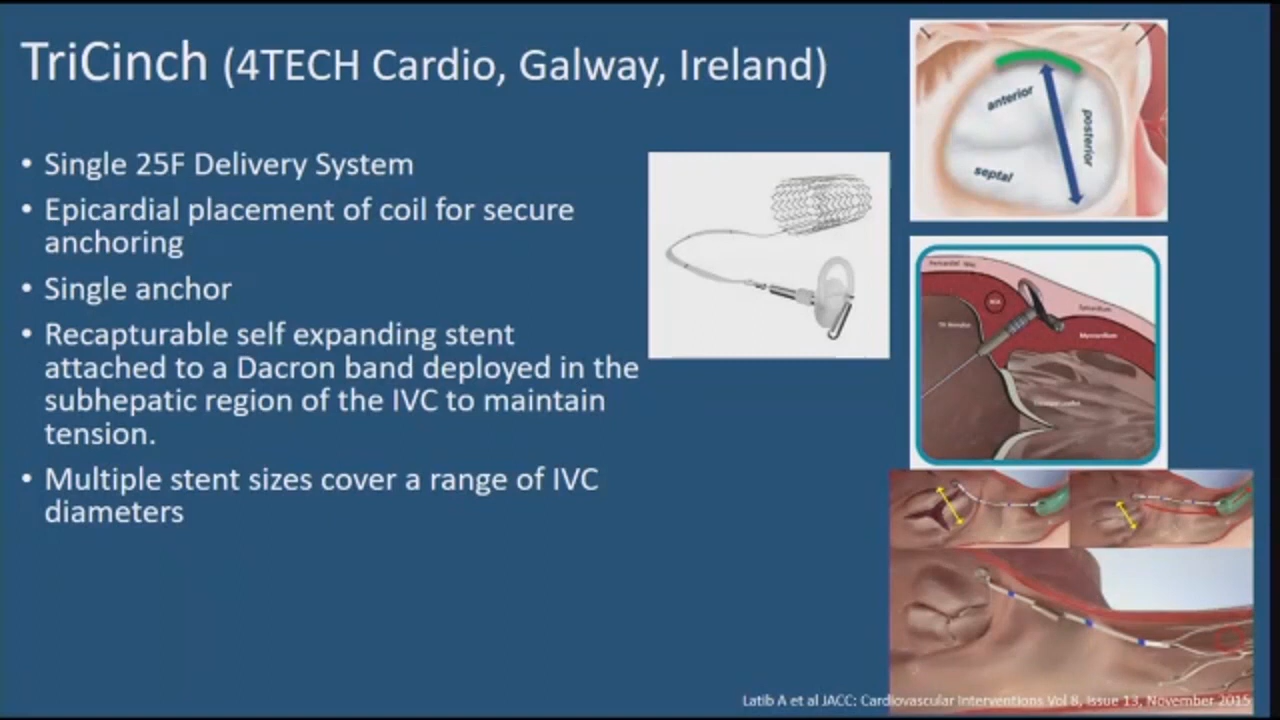 TriCinch (4TECH Cardio, Galway, Ireland)
• Single 25F Delivery System
• Epicardial placement of coil for secure
anchoring
• Single anchor
• Recapturable self expanding stent
attached to a Dacron band deployed in the
subhepatic region of the IVC to maintain
tension.
• Multiple stent sizes cover a range of IVC
diameters
anterior
posterior
septal
Pericardial
RCA
Myocardium
Latib A et al JACC: Cardiovascular Interventions Vol 8, Issue 13, November 2015